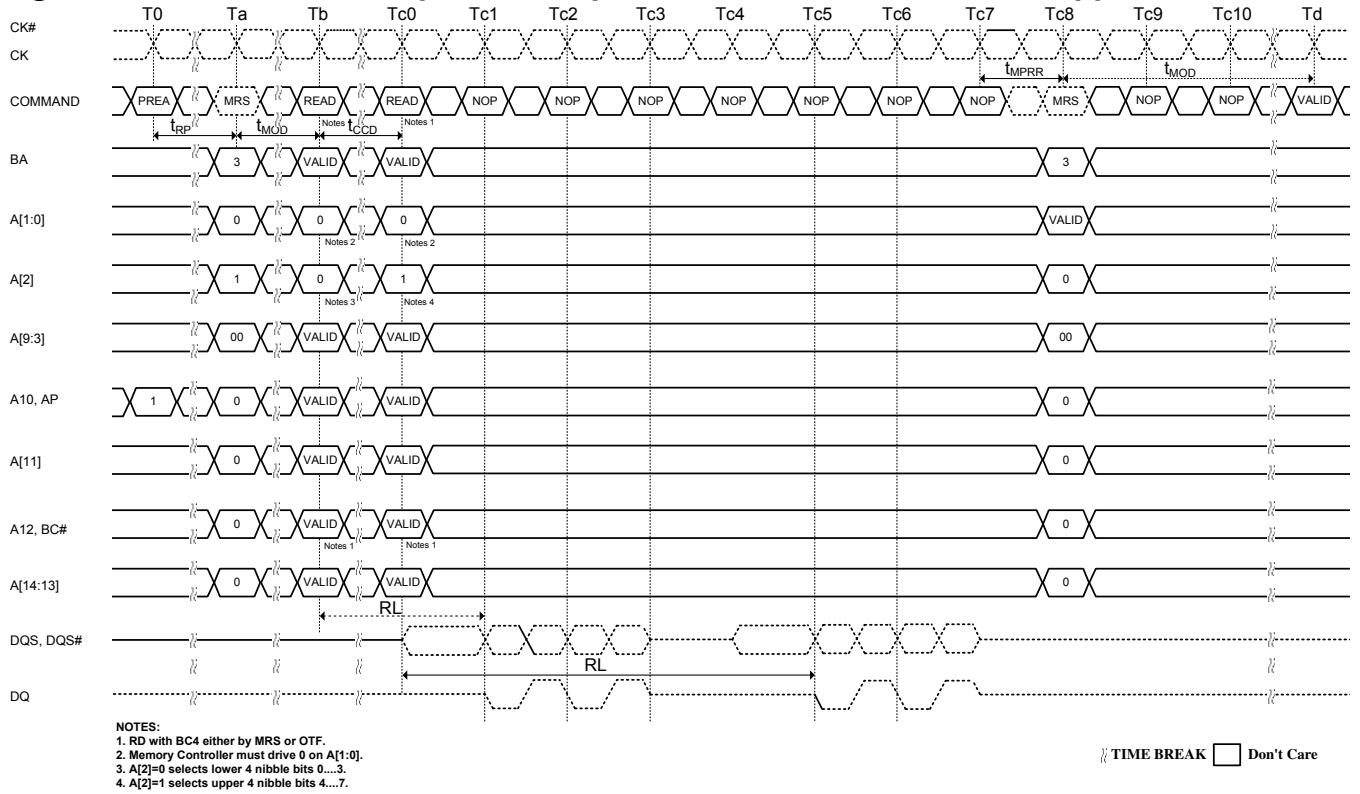 T0 Ta Tb Tc0 Tc1 Tc2 Tc3 Tc4 Tc5 Tc6 Tc7 Tc8 Tc9 Tc10 Td
CK#
CK
tMPRR tMOD
COMMAND PREA MRS READ READ NOP NOP NOP NOP NOP NOP NOP MRS NOP NOP VALID
Notes 1 Notes 1
tRP tMOD tCCD
BA 3 VALID VALID 3
A[1:0] 0 0 0 VALID
Notes 2 Notes 2
A[2] 1 0 1 0
Notes 3 Notes 4
A[9:3] 00 VALID VALID 00
A10, AP 1 0 VALID VALID 0
A[11] 0 VALID VALID 0
A12, BC# 0 VALID VALID 0
Notes 1 Notes 1
A[14:13] 0 VALID VALID 0
RL
DQS, DQS#
RL
DQ
NOTES:
1. RD with BC4 either by MRS or OTF.
2. Memory Controller must drive 0 on A[1:0].
3. A[2]=0 selects lower 4 nibble bits 0....3.
4. A[2]=1 selects upper 4 nibble bits 4....7.
TIME BREAK Don't Care